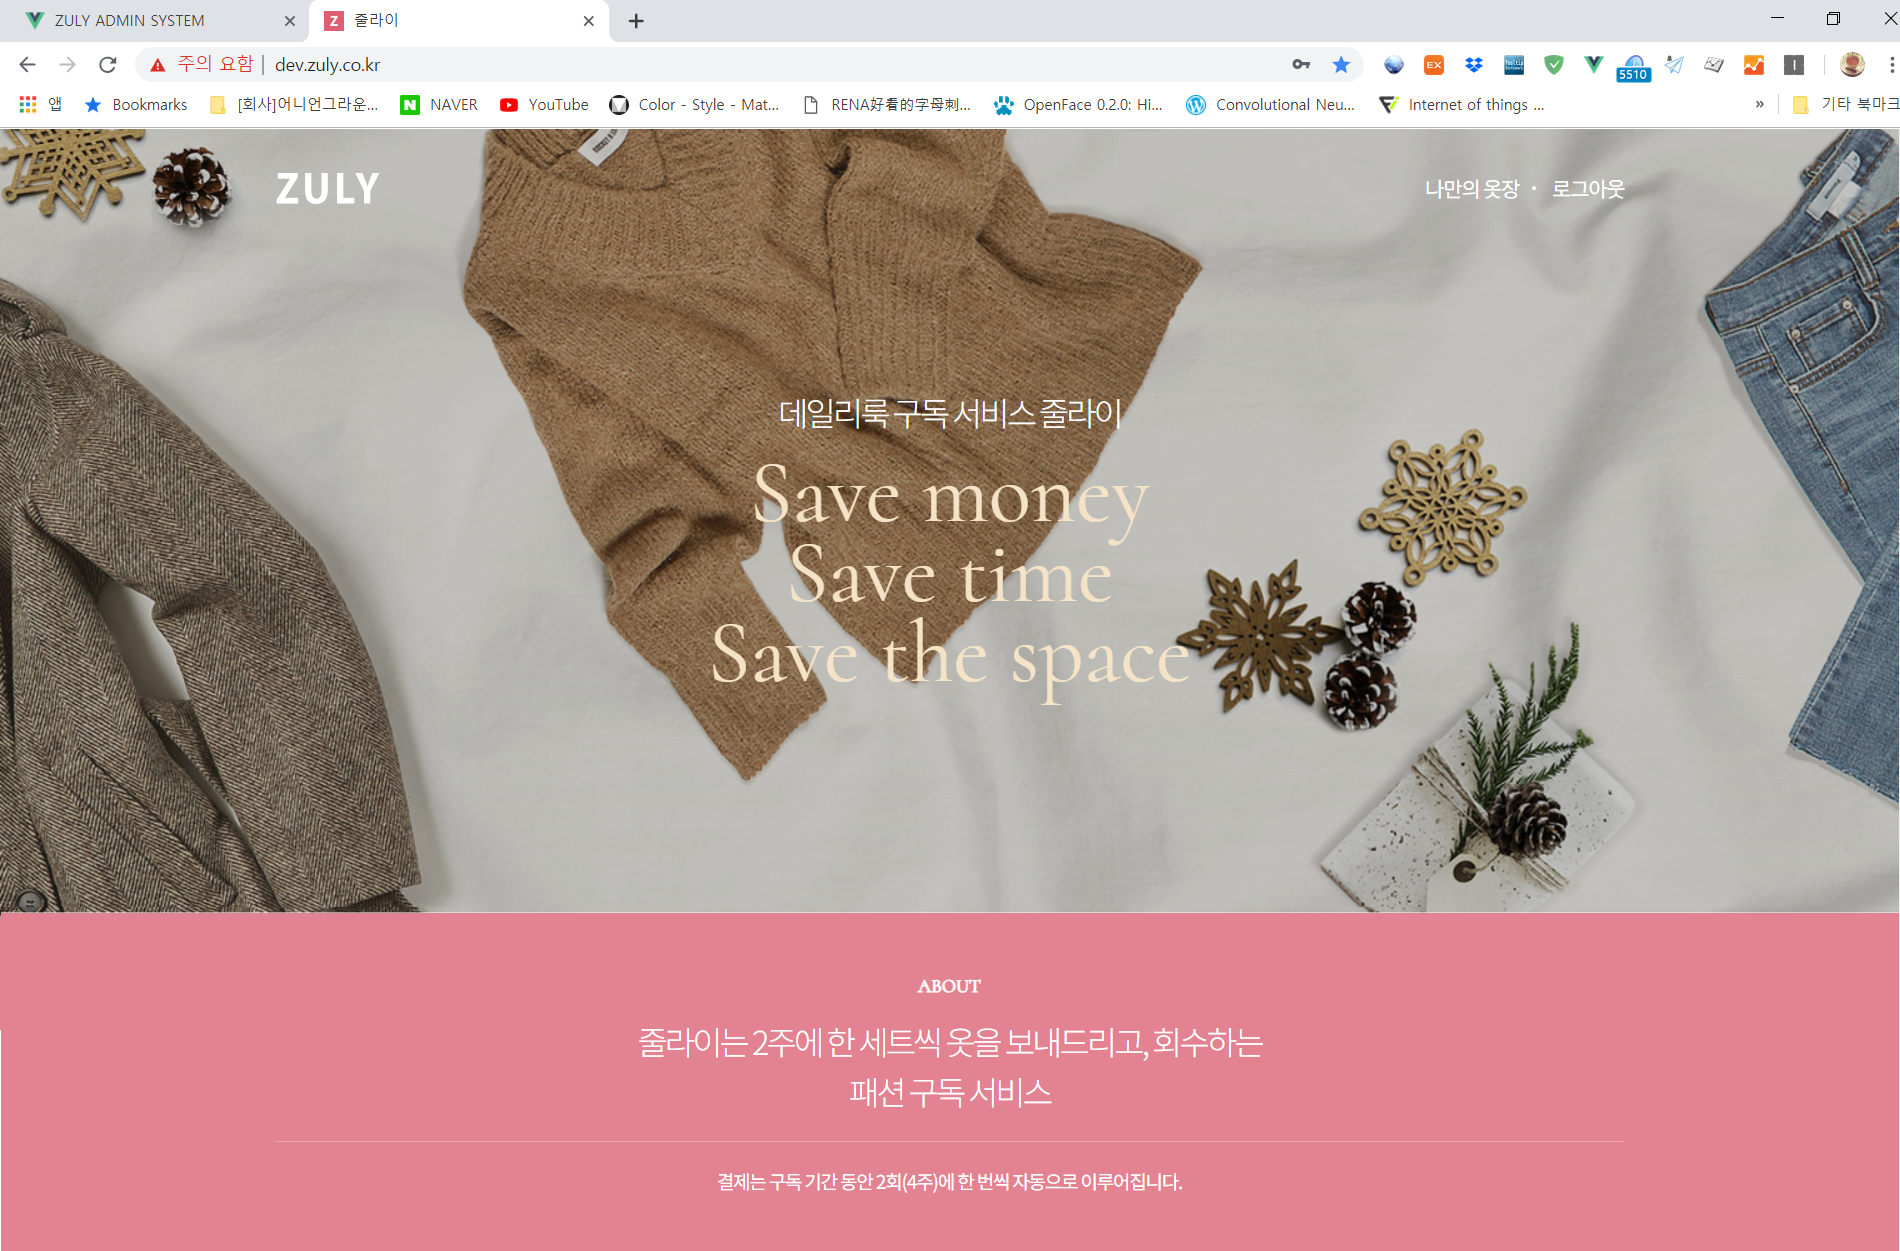 ZULY ADMIN SYSTEM
Z 줄라이
주의 요함 | dev.zuly.co.kr
EX
Tooltip
5510
앱
Bookmarks
[회사]어니언그라운...
N NAVER
YouTube
Color - Style - Mat...
RENA好看的字母刺...
OpenFace 0.2.0: Hi...
Convolutional Neu...
Internet of things ...
»
기타 북마크
ZULY
나만의 옷장 • 로그아웃
데일리룩 구독 서비스 줄라이
Save money
Save time
Save the space
ABOUT
줄라이는 2주에 한 세트씩 옷을 보내드리고, 회수하는
패션 구독 서비스
결제는 구독 기간 동안 2회(4주)에 한 번씩 자동으로 이루어집니다.